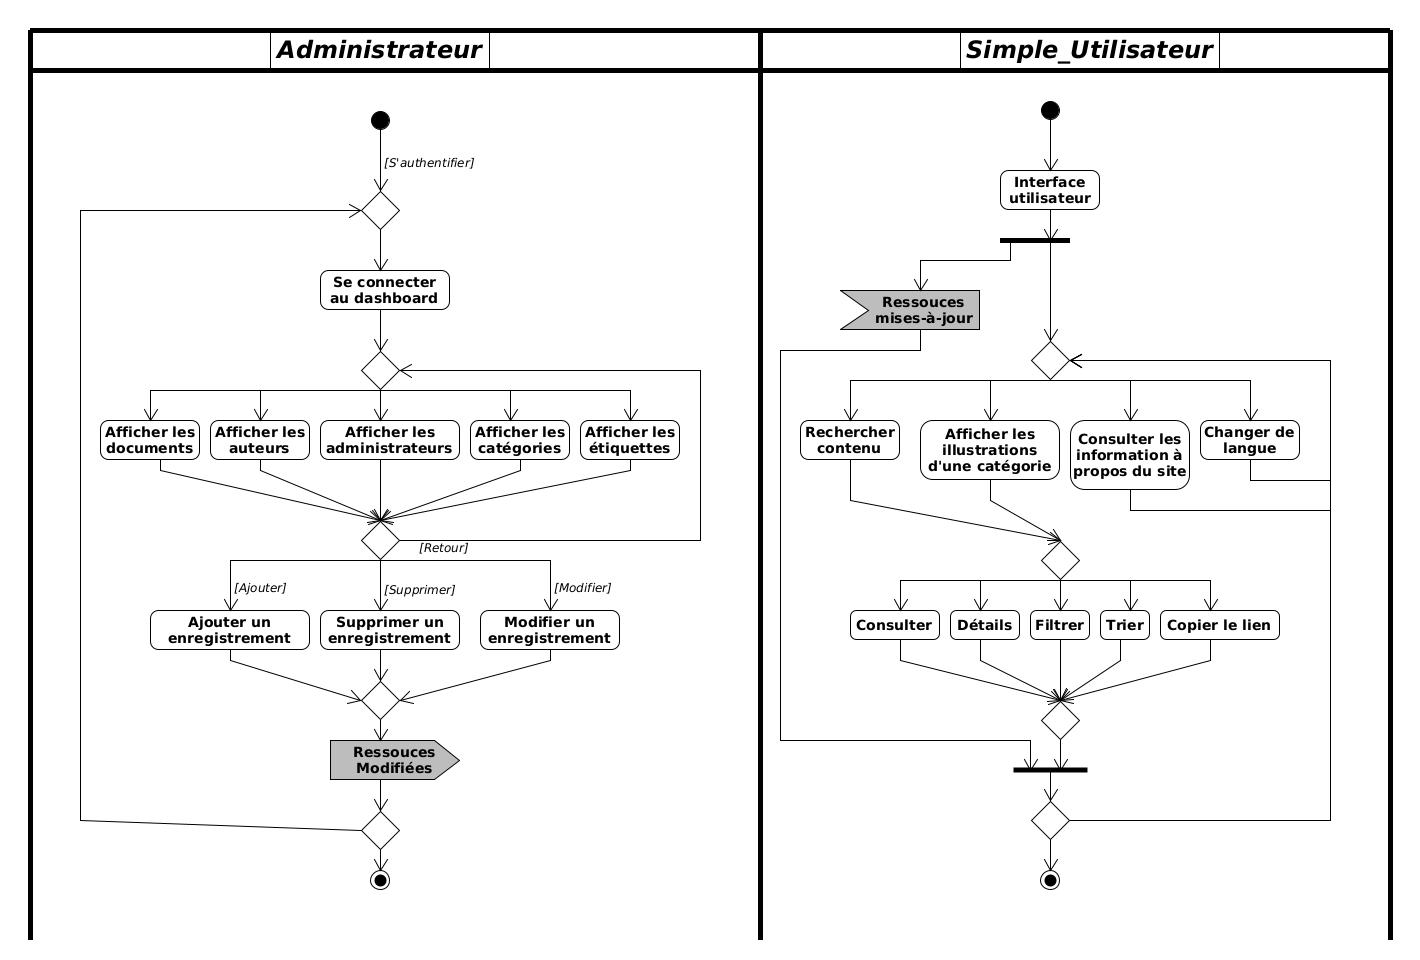 Administrateur
Simple_Utilisateur
[S'authentifier]
Se connecter
au dashboard
Afficher les
documents
Afficher les
auteurs
Afficher les
administrateurs
Afficher les
catégories
Afficher les
étiquettes
[Retour]
[Ajouter]
[Supprimer]
[Modifier]
Ajouter un
enregistrement
Supprimer un
enregistrement
Modifier un
enregistrement
Ressouces
Modifiées
Interface
utilisateur
Ressouces
mises-à-jour
Rechercher
contenu
Afficher les
illustrations
d'une catégorie
Consulter les
information à
propos du site
Changer de
langue
Consulter
Détails
Filtrer
Trier
Copier le lien